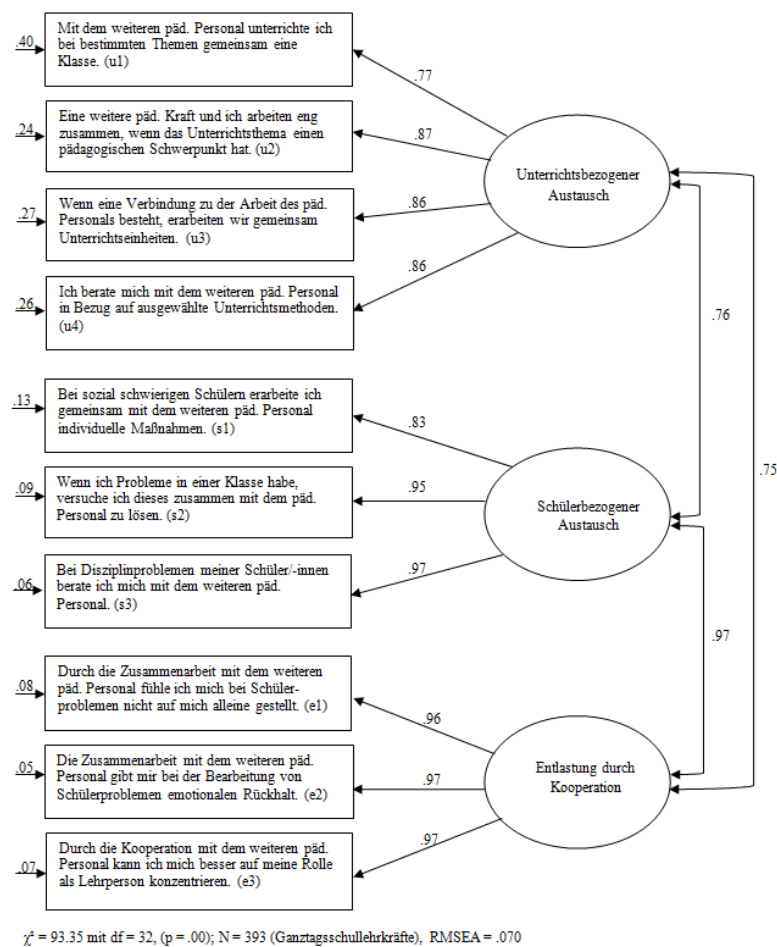 .40
Mit dem weiteren päd. Personal unterrichte ich
bei bestimmten Themen gemeinsam eine
Klasse. (u1)
.77
.24
Eine weitere päd. Kraft und ich arbeiten eng
zusammen, wenn das Unterrichtsthema einen
pädagogischen Schwerpunkt hat. (u2)
.87
Unterrichtsbezogener
Austausch
.27
Wenn eine Verbindung zu der Arbeit des päd.
Personals besteht, erarbeiten wir gemeinsam
Unterrichtseinheiten. (u3)
.86
.26
Ich berate mich mit dem weiteren päd. Personal
in Bezug auf ausgewählte Unterrichtsmethoden.
(u4)
.86
.76
.75
.13
Bei sozial schwierigen Schülern erarbeite ich
gemeinsam mit dem weiteren päd. Personal
individuelle Maßnahmen. (s1)
.83
.09
Wenn ich Probleme in einer Klasse habe,
versuche ich dieses zusammen mit dem päd.
Personal zu lösen. (s2)
.95
Schülerbezogener
Austausch
.06
Bei Disziplinproblemen meiner Schüler/-innen
berate ich mich mit dem weiteren päd.
Personal. (s3)
.97
.97
.08
Durch die Zusammenarbeit mit dem weiteren
päd. Personal fühle ich mich bei Schüler-
problemen nicht auf mich alleine gestellt. (e1)
.96
.05
Die Zusammenarbeit mit dem weiteren päd.
Personal gibt mir bei der Bearbeitung von
Schülerproblemen emotionalen Rückhalt. (e2)
.97
Entlastung durch
Kooperation
.07
Durch die Kooperation mit dem weiteren päd.
Personal kann ich mich besser auf meine Rolle
als Lehrperson konzentrieren. (e3)
.97
χ² = 93.35 mit df = 32, (p = .00); N = 393 (Ganztagsschullehrkräfte), RMSEA = .070